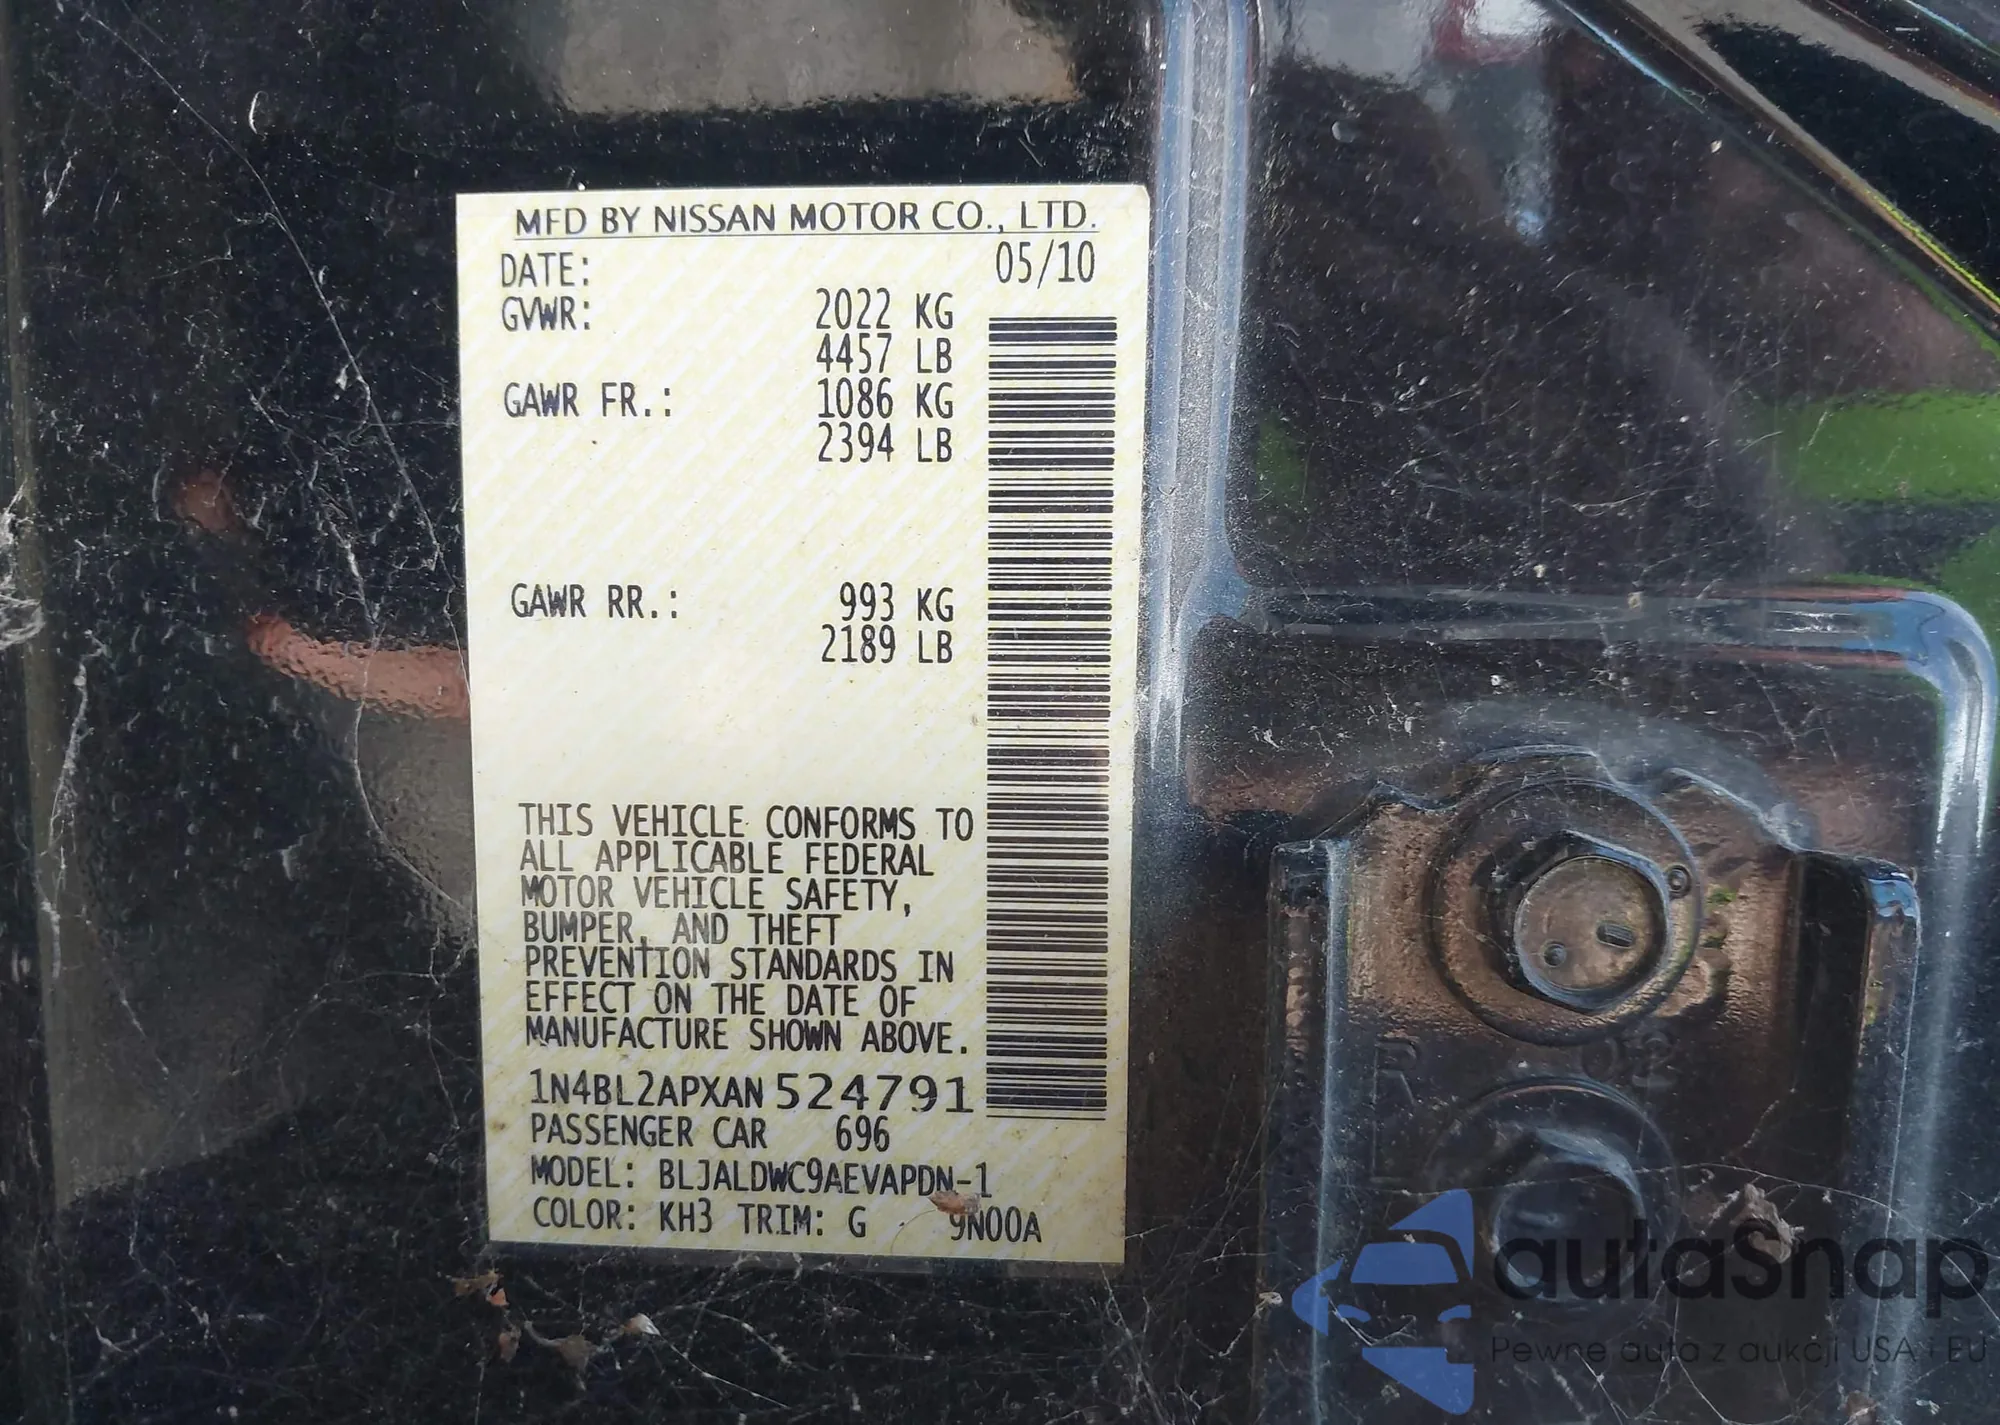 MFD BY NISSAN MOTOR CO., LTD.
DATE: 05/10
GVWR: 2022 KG
4457 LB
GAWR FR.: 1086 KG
2394 LB
GAWR RR.: 993 KG
2189 LB
THIS VEHICLE CONFORMS TO
ALL APPLICABLE FEDERAL
MOTOR VEHICLE SAFETY,
BUMPER, AND THEFT
PREVENTION STANDARDS IN
EFFECT ON THE DATE OF
MANUFACTURE SHOWN ABOVE.
1N4BL2APXAN524791
PASSENGER CAR 696
MODEL: BLJALDWC9AEVAPDN-1
COLOR: KH3 TRIM: G 9N00A
R 02
L
autaSnap
Pewne auta z aukcji USA i EU